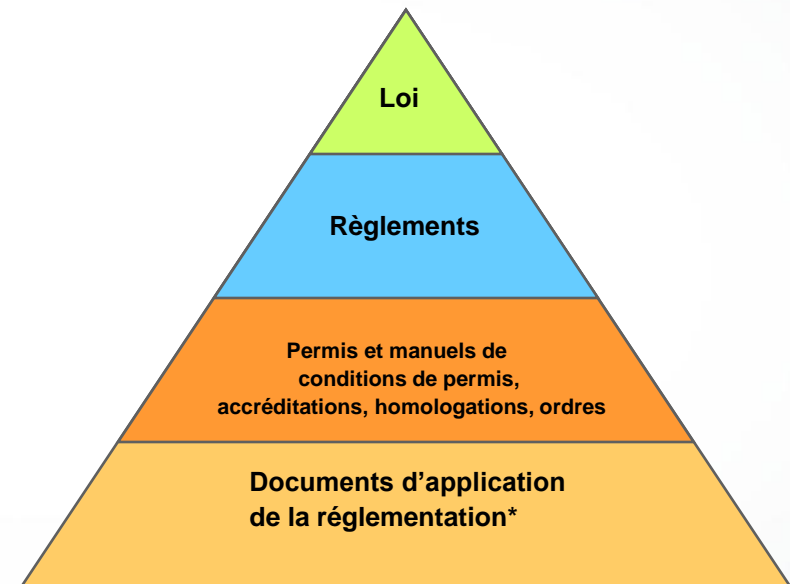 Loi
Règlements
Permis et manuels de
conditions de permis,
accréditations, homologations, ordres
Documents d’application
de la réglementation*